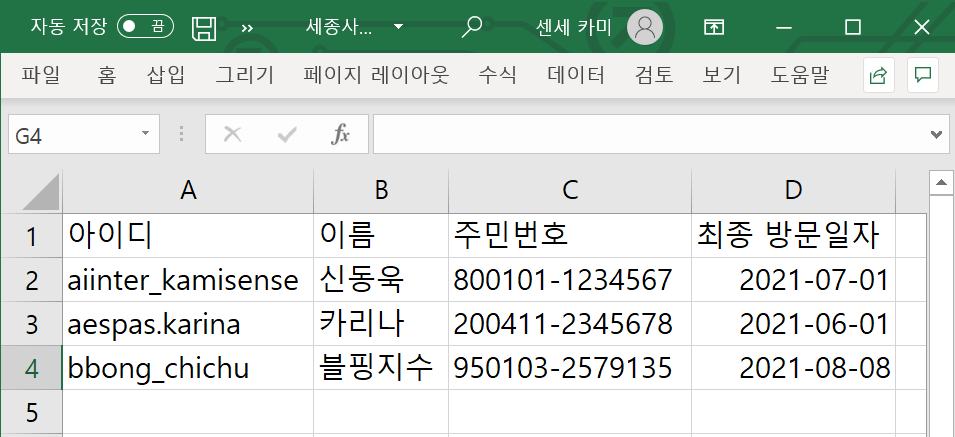 자동 저장 끔 » 세종사... 센세 카미
파일 홈 삽입 그리기 페이지 레이아웃 수식 데이터 검토 보기 도움말
G4 fx
A B C D
1 아이디 이름 주민번호 최종 방문일자
2 aiinter_kamisense 신동욱 800101-1234567 2021-07-01
3 aespas.karina 카리나 200411-2345678 2021-06-01
4 bbong_chichu 블핑지수 950103-2579135 2021-08-08
5